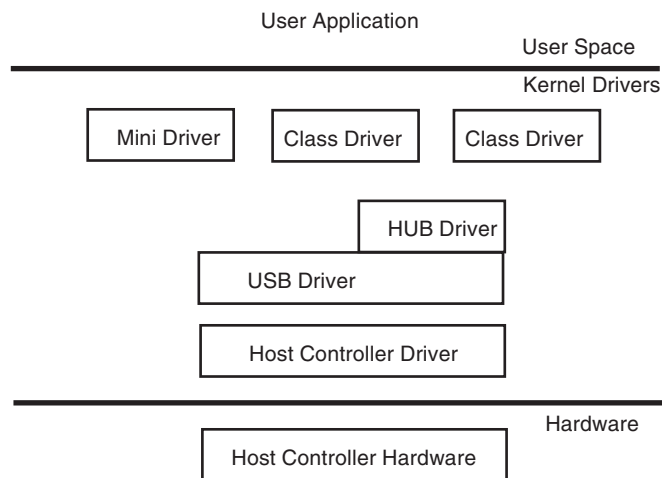 User Application
User Space
Kernel Drivers
Mini Driver
Class Driver
Class Driver
HUB Driver
USB Driver
Host Controller Driver
Hardware
Host Controller Hardware